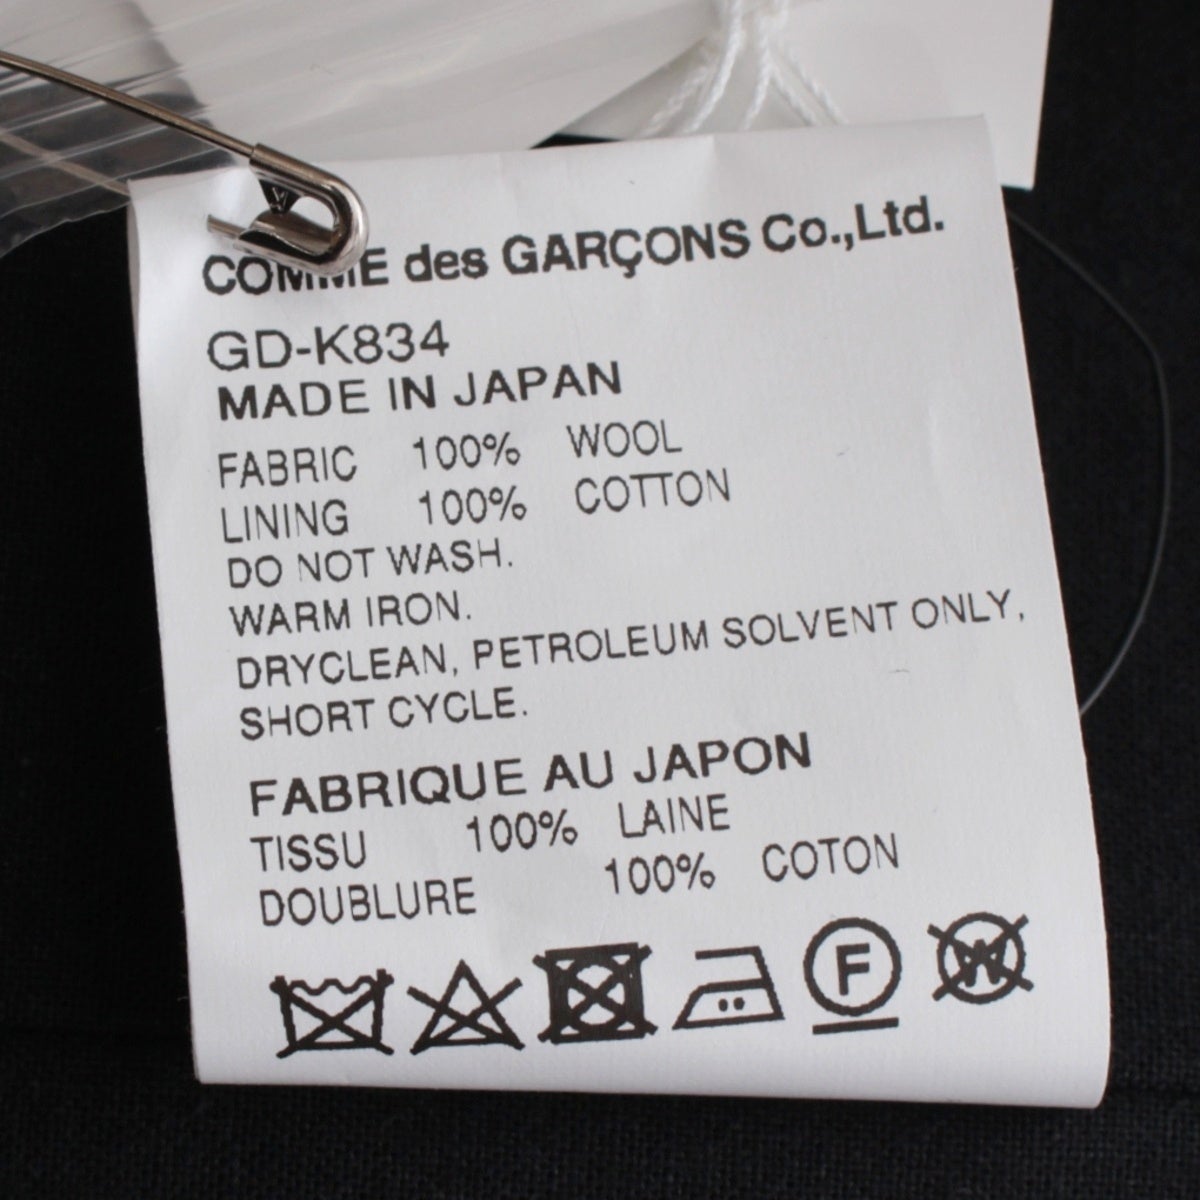 COMME des GARÇONS Co.,Ltd.
GD-K834
MADE IN JAPAN
FABRIC 100% WOOL
LINING 100% COTTON
DO NOT WASH.
WARM IRON.
DRYCLEAN, PETROLEUM SOLVENT ONLY,
SHORT CYCLE.
FABRIQUE AU JAPON
TISSU 100% LAINE
DOUBLURE 100% COTON
F W